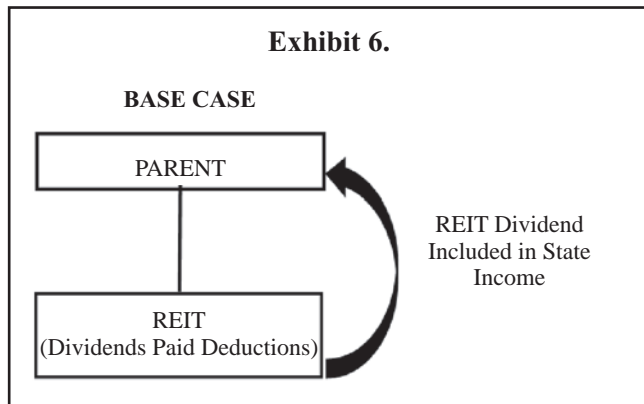 Exhibit 6.
BASE CASE
PARENT
REIT Dividend
Included in State
Income
REIT
(Dividends Paid Deductions)